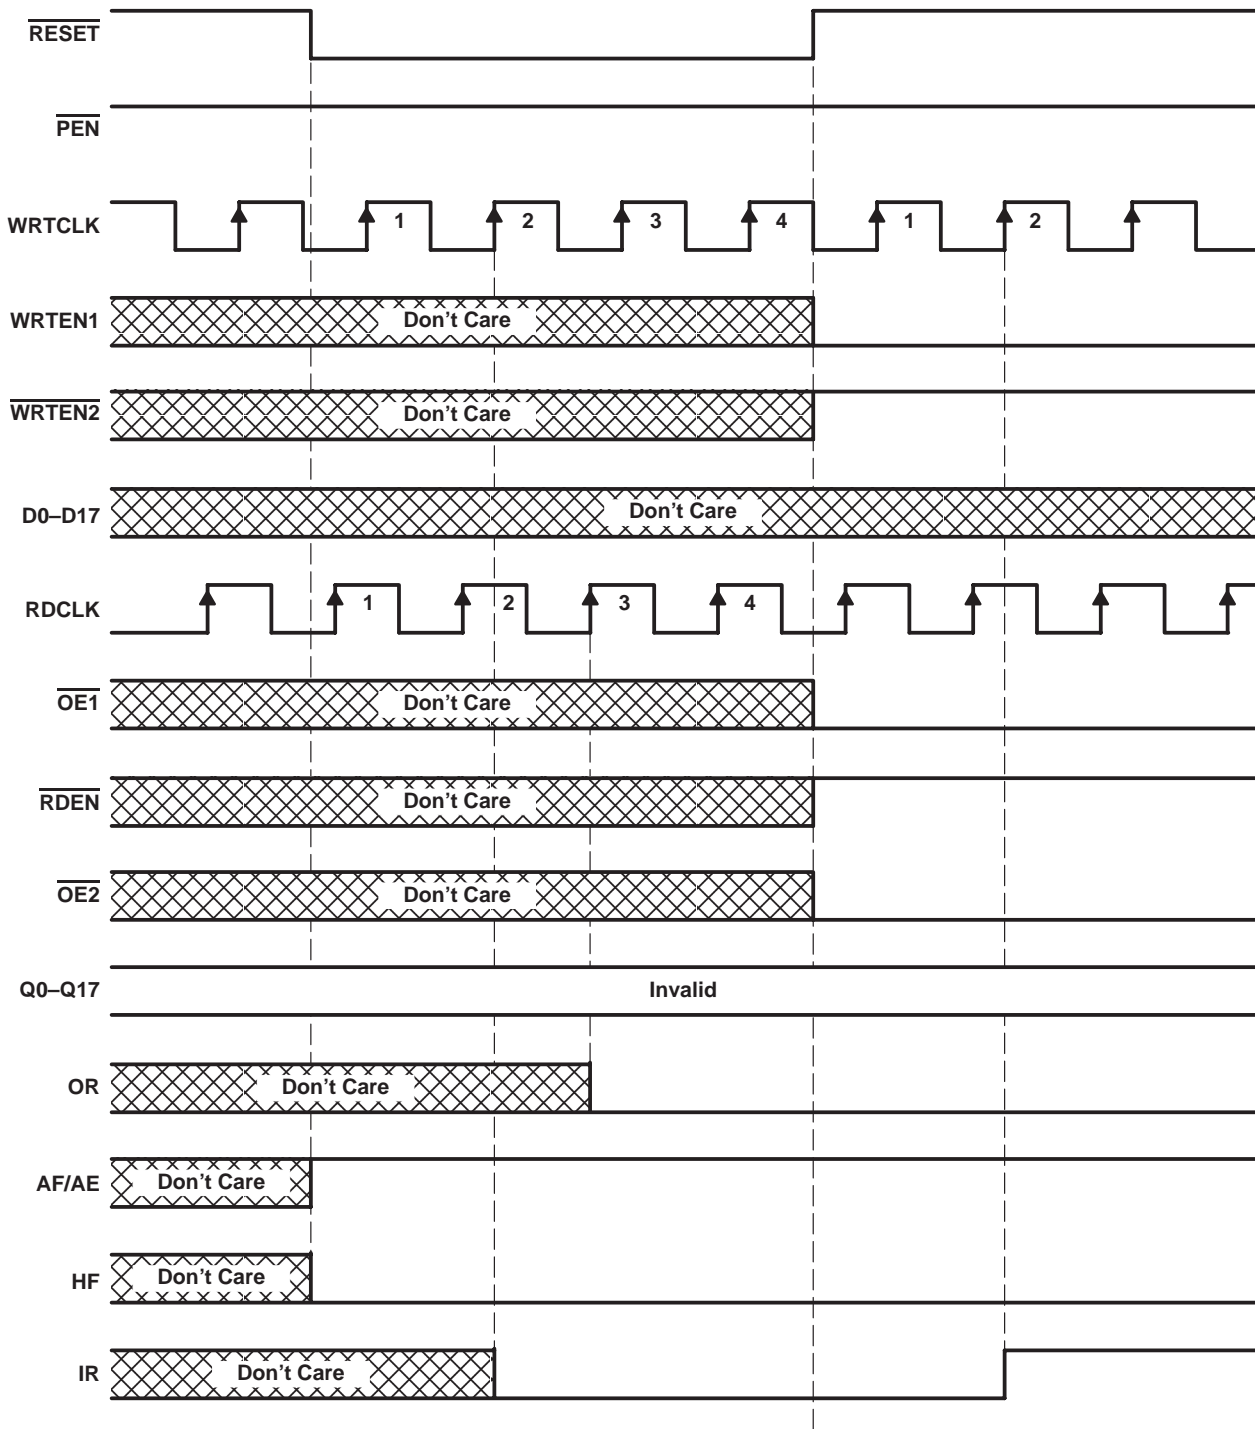 RESET
PEN
WRTCLK 1 2 3 4 1 2
WRTEN1 Don't Care
WRTEN2 Don't Care
D0–D17 Don't Care
RDCLK 1 2 3 4
OE1 Don't Care
RDEN Don't Care
OE2 Don't Care
Q0–Q17 Invalid
OR Don't Care
AF/AE Don't Care
HF Don't Care
IR Don't Care